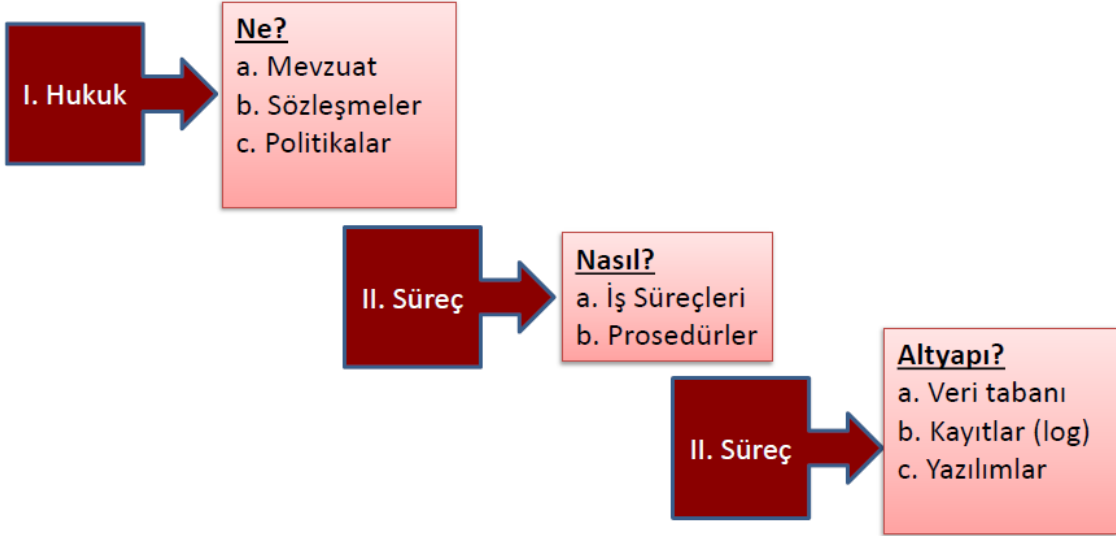 I. Hukuk
Ne?
a. Mevzuat
b. Sözleşmeler
c. Politikalar
II. Süreç
Nasıl?
a. İş Süreçleri
b. Prosedürler
II. Süreç
Altyapı?
a. Veri tabanı
b. Kayıtlar (log)
c. Yazılımlar